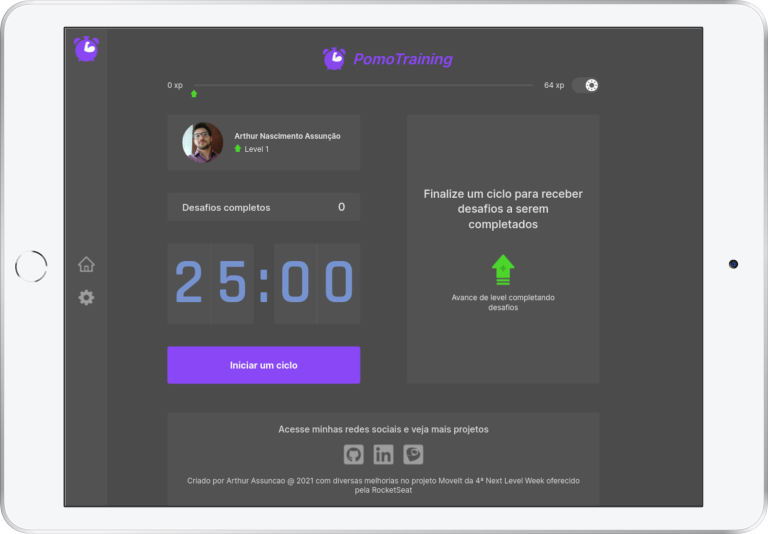 PomoTraining
0 xp
64 xp
Arthur Nascimento Assunção
Level 1
Desafios completos
0
25:00
Iniciar um ciclo
Finalize um ciclo para receber
desafios a serem
completados
Avance de level completando
desafios
Acesse minhas redes sociais e veja mais projetos
in
Criado por Arthur Assuncao @ 2021 com diversas melhorias no projeto MoveIt da 4ª Next Level Week oferecido
pela RocketSeat